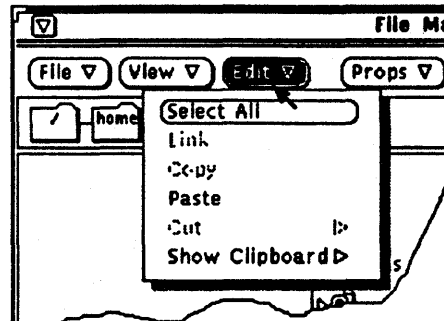 File Ma
File View Edit Props
/ home
Select All
Link
Copy
Paste
Cut
Show Clipboard
s